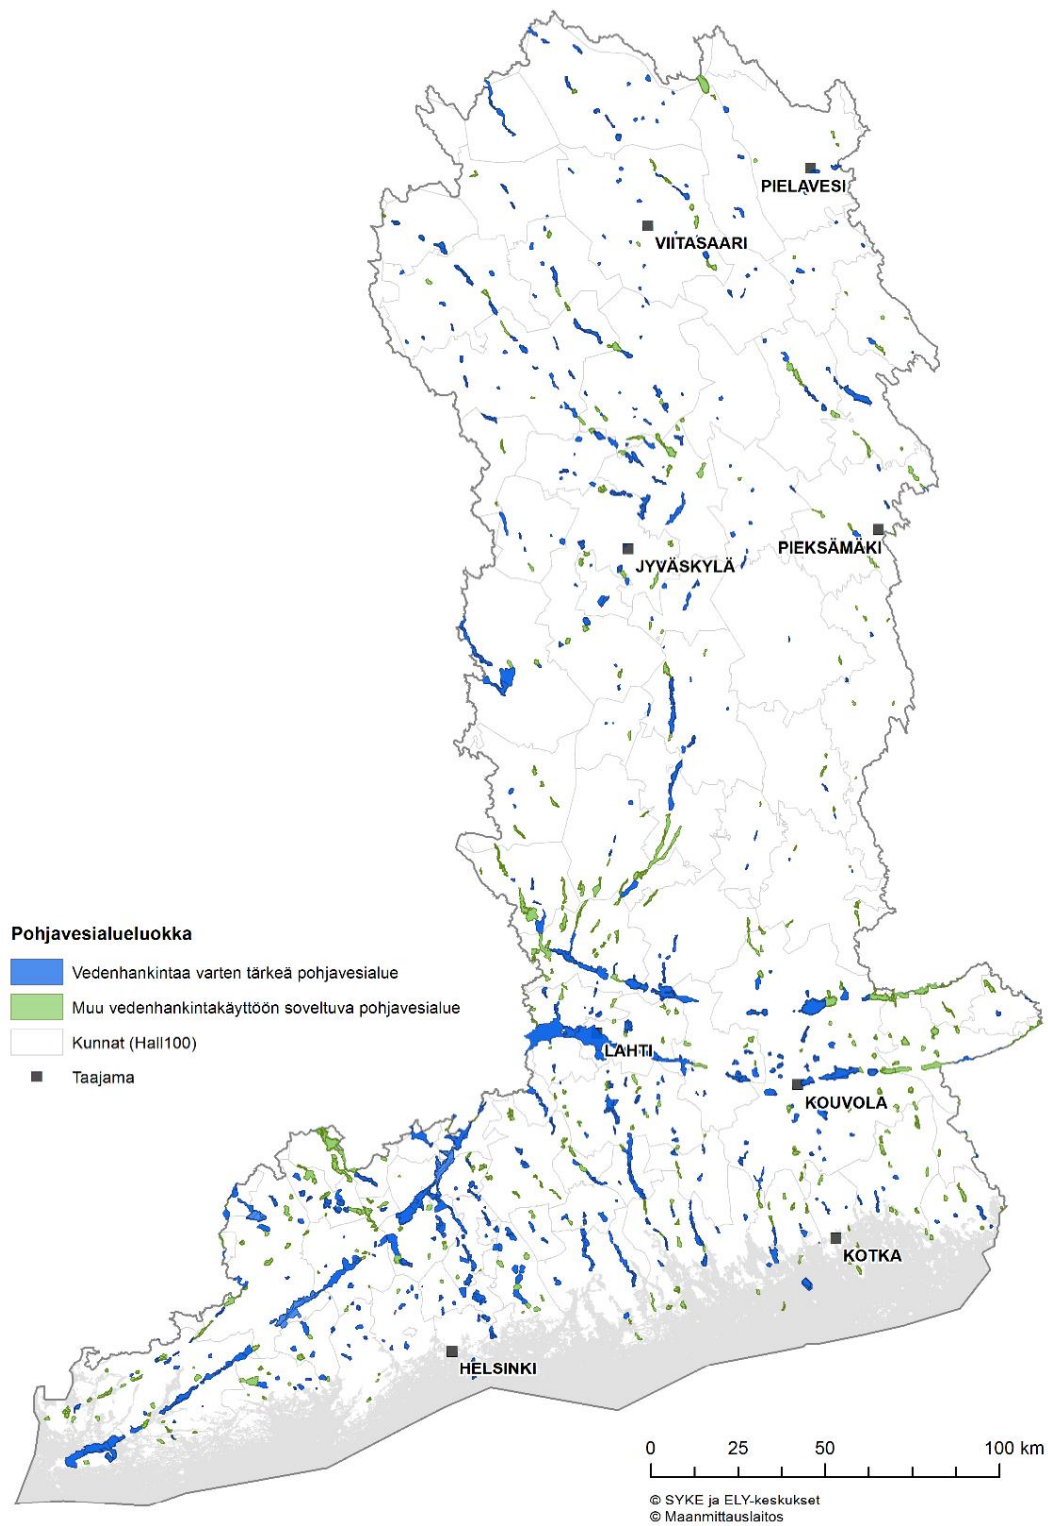 PIELAVESI
VIITASAARI
PIEKSÄMÄKI
JYVÄSKYLÄ
Pohjavesialueluokka
Vedenhankintaa varten tärkeä pohjavesialue
Muu vedenhankintakäyttöön soveltuva pohjavesialue
Kunnat (Hall100)
Taajama
LAHTI
KOUVOLA
KOTKA
HELSINKI
0 25 50 100 km
© SYKE ja ELY-keskukset
© Maanmittauslaitos